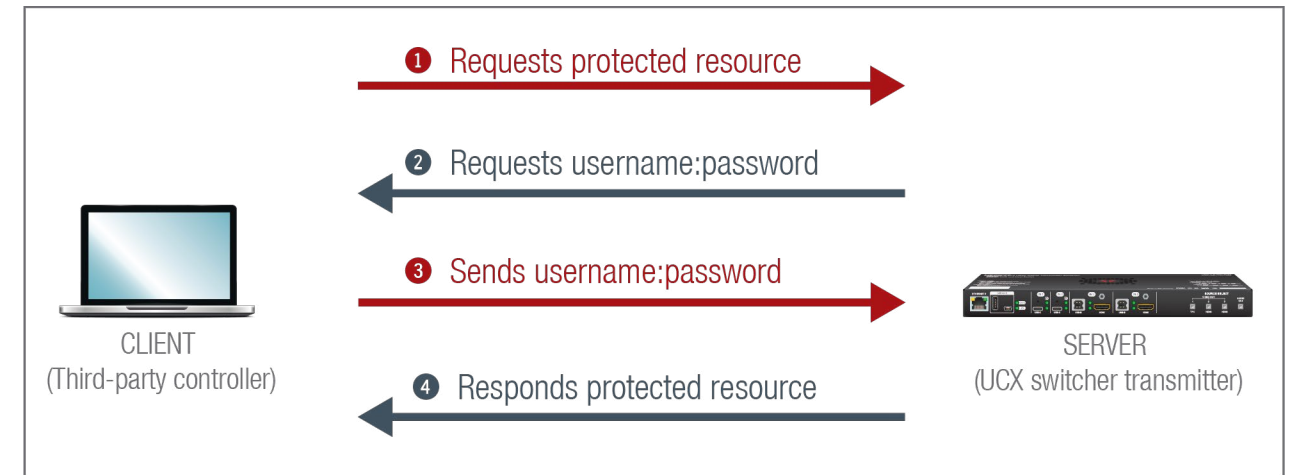 1 Requests protected resource
2 Requests username:password
3 Sends username:password
CLIENT
(Third-party controller)
SERVER
(UCX switcher transmitter)
4 Responds protected resource